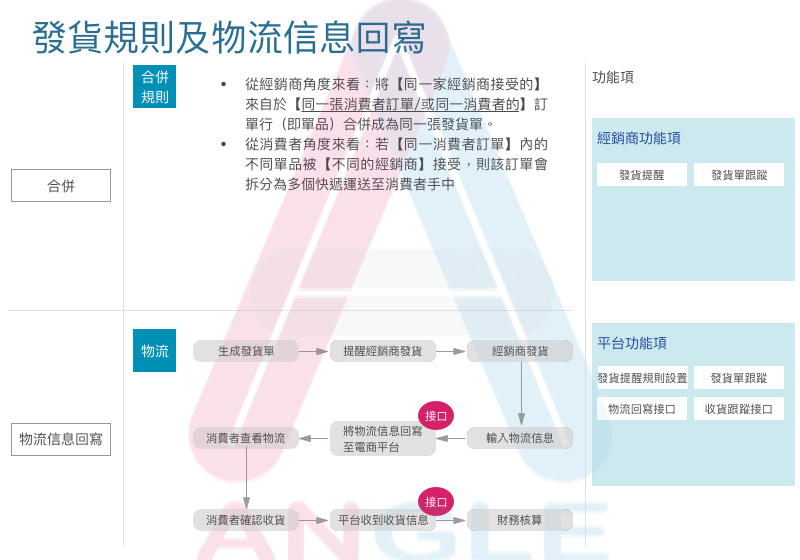 發貨規則及物流信息回寫
合併
規則
• 從經銷商角度來看：將【同一家經銷商接受的】
來自於【同一張消費者訂單/或同一消費者的】訂
單行（即單品）合併成為同一張發貨單。
• 從消費者角度來看：若【同一消費者訂單】內的
不同單品被【不同的經銷商】接受，則該訂單會
拆分為多個快遞運送至消費者手中
合併
功能項
經銷商功能項
發貨提醒
發貨單跟蹤
物流
生成發貨單
提醒經銷商發貨
經銷商發貨
輸入物流信息
接口
將物流信息回寫
至電商平台
消費者查看物流
消費者確認收貨
接口
平台收到收貨信息
財務核算
物流信息回寫
平台功能項
發貨提醒規則設置
發貨單跟蹤
物流回寫接口
收貨跟蹤接口
ANGLE